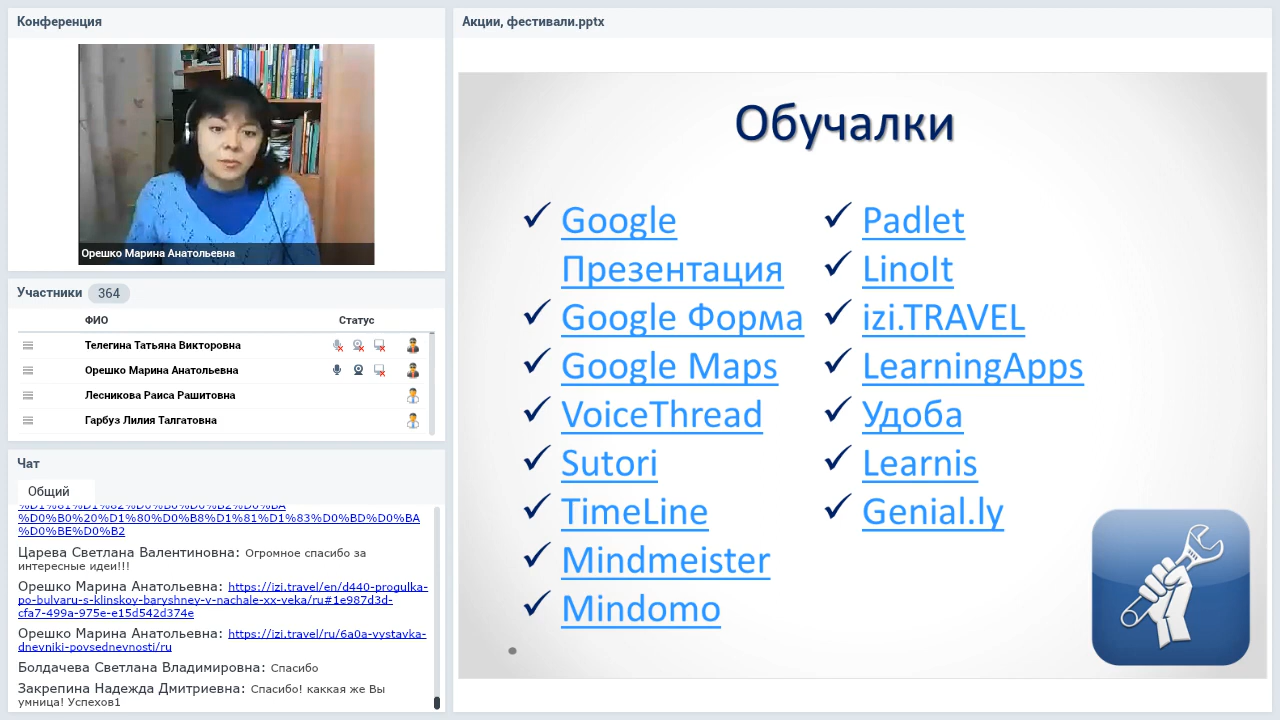 Конференция
Орешко Марина Анатольевна
Участники 364
ФИО Статус
Телегина Татьяна Викторовна
Орешко Марина Анатольевна
Лесникова Раиса Рашитовна
Гарбуз Лилия Талгатовна
Чат
Общий
%D0%B0%20%D1%80%D0%B8%D1%81%D1%83%D0%BD%D0%BA
%D0%BE%D0%B2
Царева Светлана Валентиновна: Огромное спасибо за
интересные идеи!!!
Орешко Марина Анатольевна: https://izi.travel/en/d440-progulka-
po-bulvaru-s-klinskov-baryshney-v-nachale-xx-veka/ru#1e987d3d-
cfa7-499a-975e-e15d542d374e
Орешко Марина Анатольевна: https://izi.travel/ru/6a0a-vystavka-
dnevniki-povsednevnosti/ru
Болдачева Светлана Владимировна: Спасибо
Закрепина Надежда Дмитриевна: Спасибо! каккая же Вы
умница! Успехов1
Акции, фестивали.pptx
Обучалки
Google
Презентация
Google Форма
Google Maps
VoiceThread
Sutori
TimeLine
Mindmeister
Mindomo
Padlet
LinoIt
izi.TRAVEL
LearningApps
Удоба
Learnis
Genial.ly